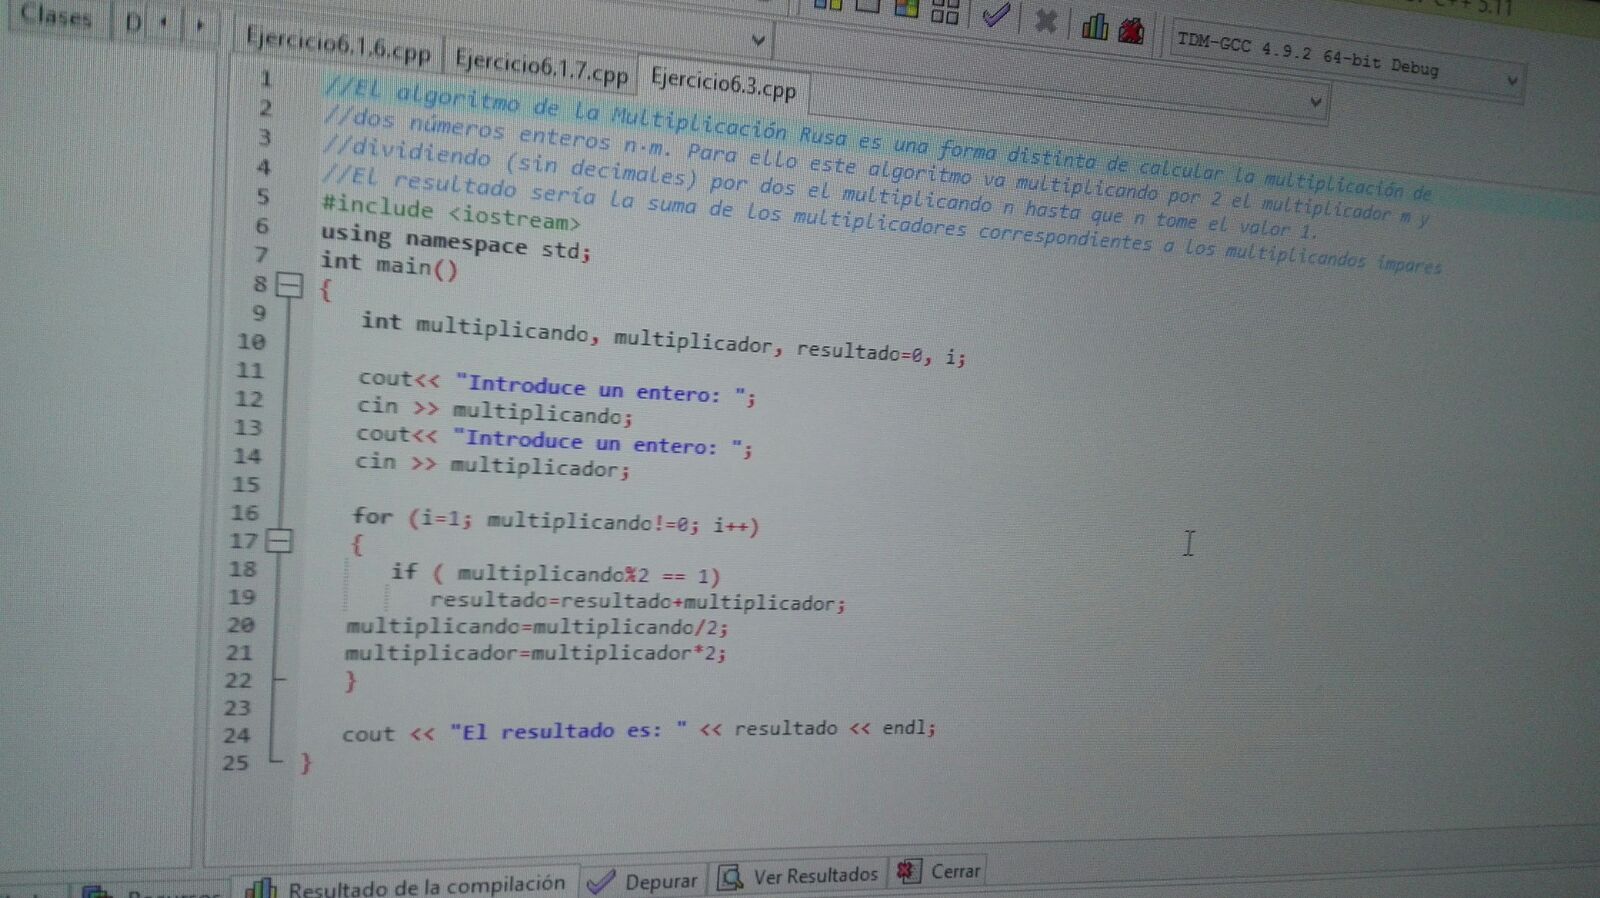 C++ 5.11
Clases D
TDM-GCC 4.9.2 64-bit Debug
Ejercicio6.1.6.cpp Ejercicio6.1.7.cpp Ejercicio6.3.cpp
1 //El algoritmo de la Multiplicación Rusa es una forma distinta de calcular la multiplicación de
2 //dos números enteros n·m. Para ello este algoritmo va multiplicando por 2 el multiplicador m y
3 //dividiendo (sin decimales) por dos el multiplicando n hasta que n tome el valor 1.
4 //El resultado sería la suma de los multiplicadores correspondientes a los multiplicandos impares
5 #include <iostream>
6 using namespace std;
7 int main()
8 {
9 int multiplicando, multiplicador, resultado=0, i;
10
11 cout<< "Introduce un entero: ";
12 cin >> multiplicando;
13 cout<< "Introduce un entero: ";
14 cin >> multiplicador;
15
16 for (i=1; multiplicando!=0; i++)
17 {
18 if ( multiplicando%2 == 1)
19 resultado=resultado+multiplicador;
20 multiplicando=multiplicando/2;
21 multiplicador=multiplicador*2;
22 }
23
24 cout << "El resultado es: " << resultado << endl;
25 }
Resultado de la compilación Depurar Ver Resultados Cerrar